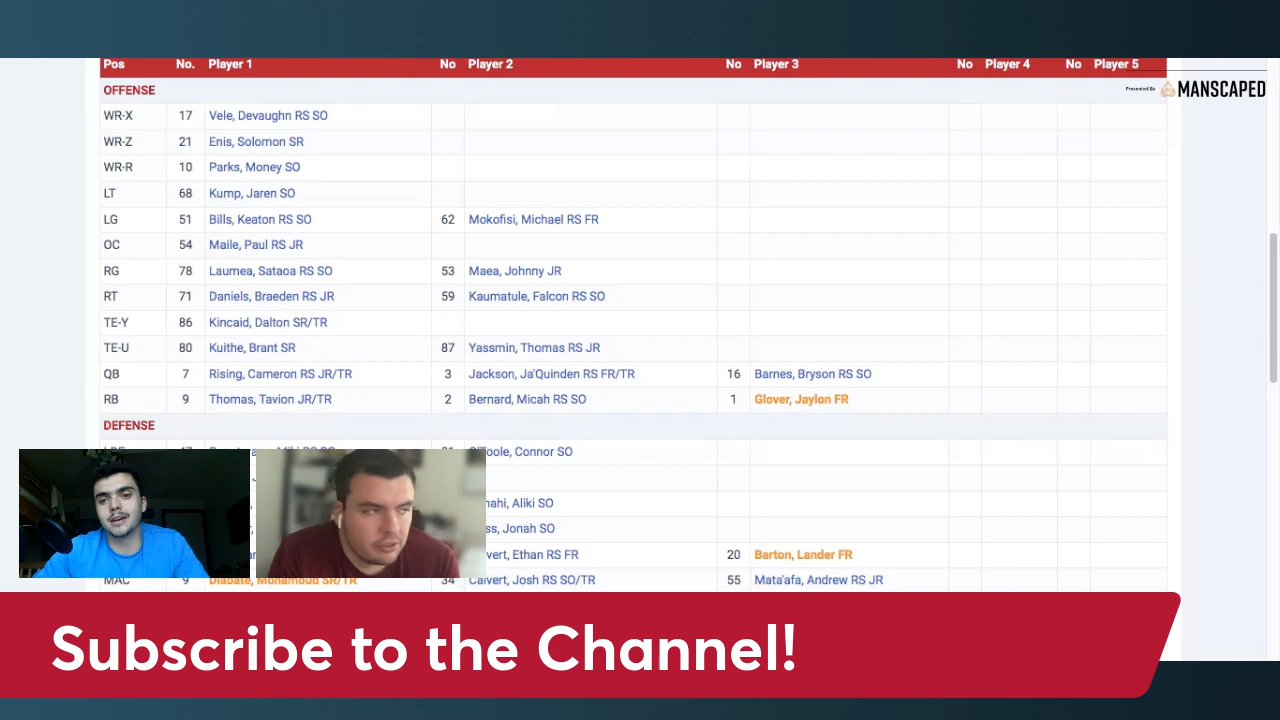 Pos No. Player 1 No Player 2 No Player 3 No Player 4 No Player 5
Presented By MANSCAPED
OFFENSE
WR-X 17 Vele, Devaughn RS SO
WR-Z 21 Enis, Solomon SR
WR-R 10 Parks, Money SO
LT 68 Kump, Jaren SO
LG 51 Bills, Keaton RS SO 62 Mokofisi, Michael RS FR
OC 54 Maile, Paul RS JR
RG 78 Laumea, Sataoa RS SO 53 Maea, Johnny JR
RT 71 Daniels, Braeden RS JR 59 Kaumatule, Falcon RS SO
TE-Y 86 Kincaid, Dalton SR/TR
TE-U 80 Kuithe, Brant SR 87 Yassmin, Thomas RS JR
QB 7 Rising, Cameron RS JR/TR 3 Jackson, Ja'Quinden RS FR/TR 16 Barnes, Bryson RS SO
RB 9 Thomas, Tavion JR/TR 2 Bernard, Micah RS SO 1 Glover, Jaylon FR
DEFENSE
Connor SO
Aliki SO
Jonah SO
Ethan RS FR 20 Barton, Lander FR
MAC 9 Diabate, Mohamoud SR/TR 34 Calvert, Josh RS SO/TR 55 Mata'afa, Andrew RS JR
Subscribe to the Channel!